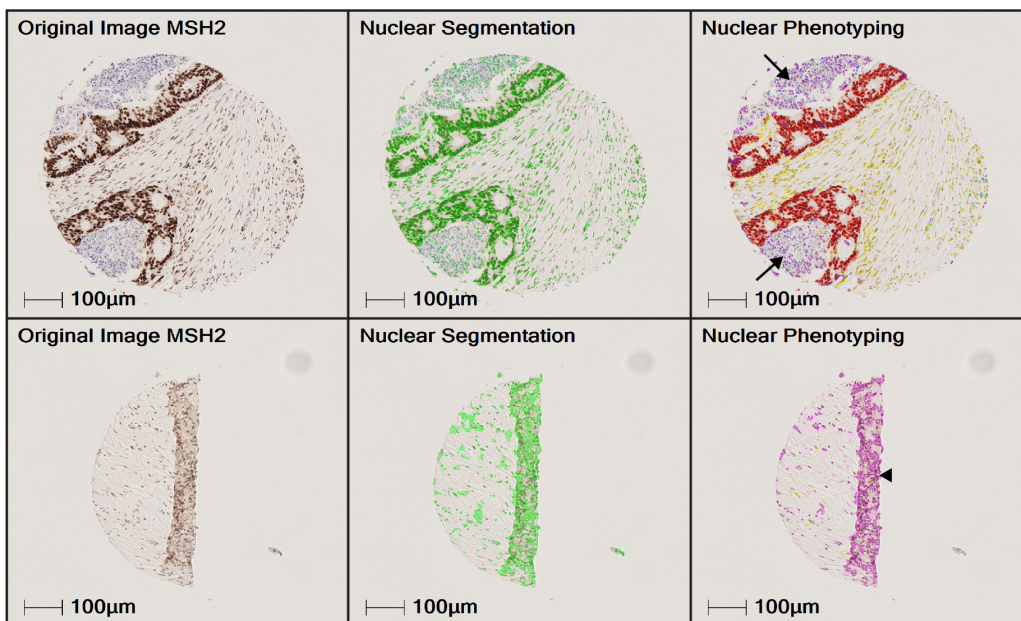 Original Image MSH2
Nuclear Segmentation
Nuclear Phenotyping
100µm
100µm
100µm
Original Image MSH2
Nuclear Segmentation
Nuclear Phenotyping
100µm
100µm
100µm